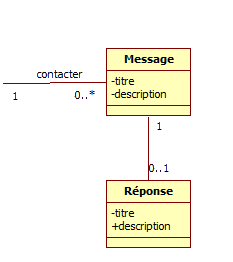 Message
contacter
-titre
-description
1
0..*
1
0..1
Réponse
-titre
+description